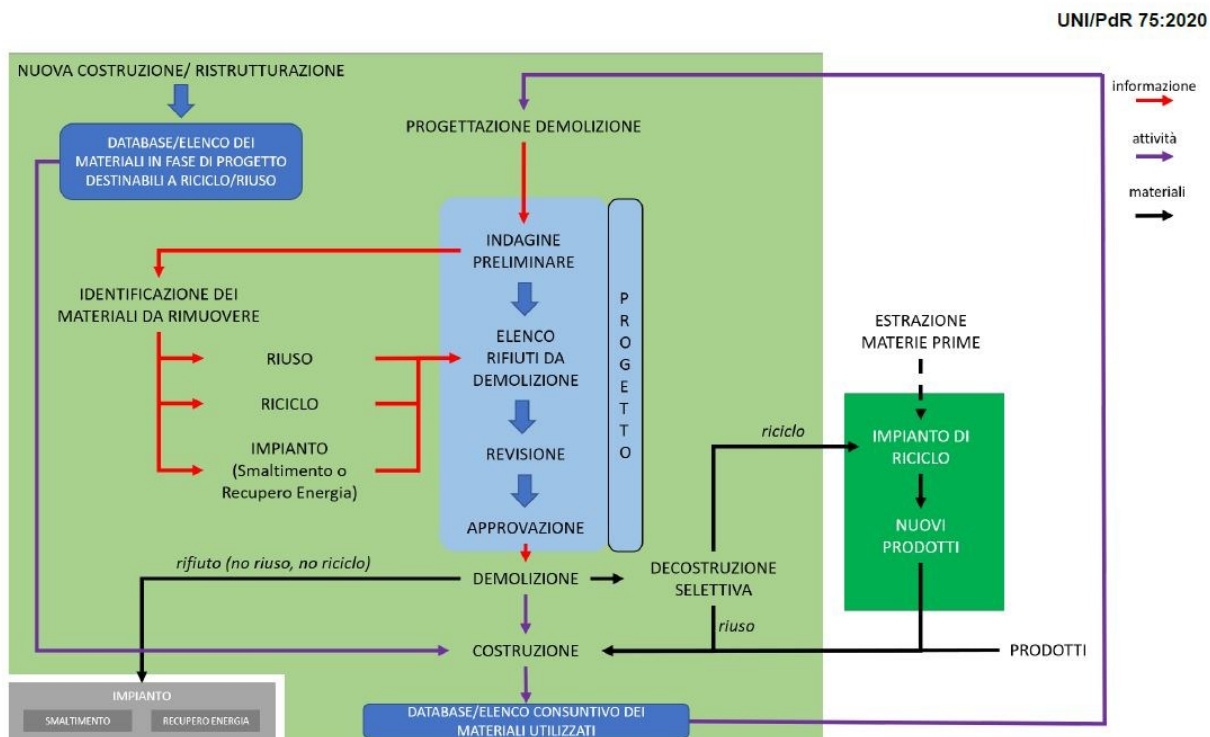 UNI/PdR 75:2020
NUOVA COSTRUZIONE/ RISTRUTTURAZIONE
DATABASE/ELENCO DEI
MATERIALI IN FASE DI PROGETTO
DESTINABILI A RICICLO/RIUSO
PROGETTAZIONE DEMOLIZIONE
informazione
attività
materiali
INDAGINE
PRELIMINARE
IDENTIFICAZIONE DEI
MATERIALI DA RIMUOVERE
RIUSO
RICICLO
IMPIANTO
(Smaltimento o
Recupero Energia)
ELENCO
RIFIUTI DA
DEMOLIZIONE
REVISIONE
APPROVAZIONE
P
R
O
G
E
T
T
O
ESTRAZIONE
MATERIE PRIME
riciclo
IMPIANTO DI
RICICLO
NUOVI
PRODOTTI
rifiuto (no riuso, no riciclo)
DEMOLIZIONE
DECOSTRUZIONE
SELETTIVA
riuso
COSTRUZIONE
PRODOTTI
IMPIANTO
SMALTIMENTO
RECUPERO ENERGIA
DATABASE/ELENCO CONSUNTIVO DEI
MATERIALI UTILIZZATI